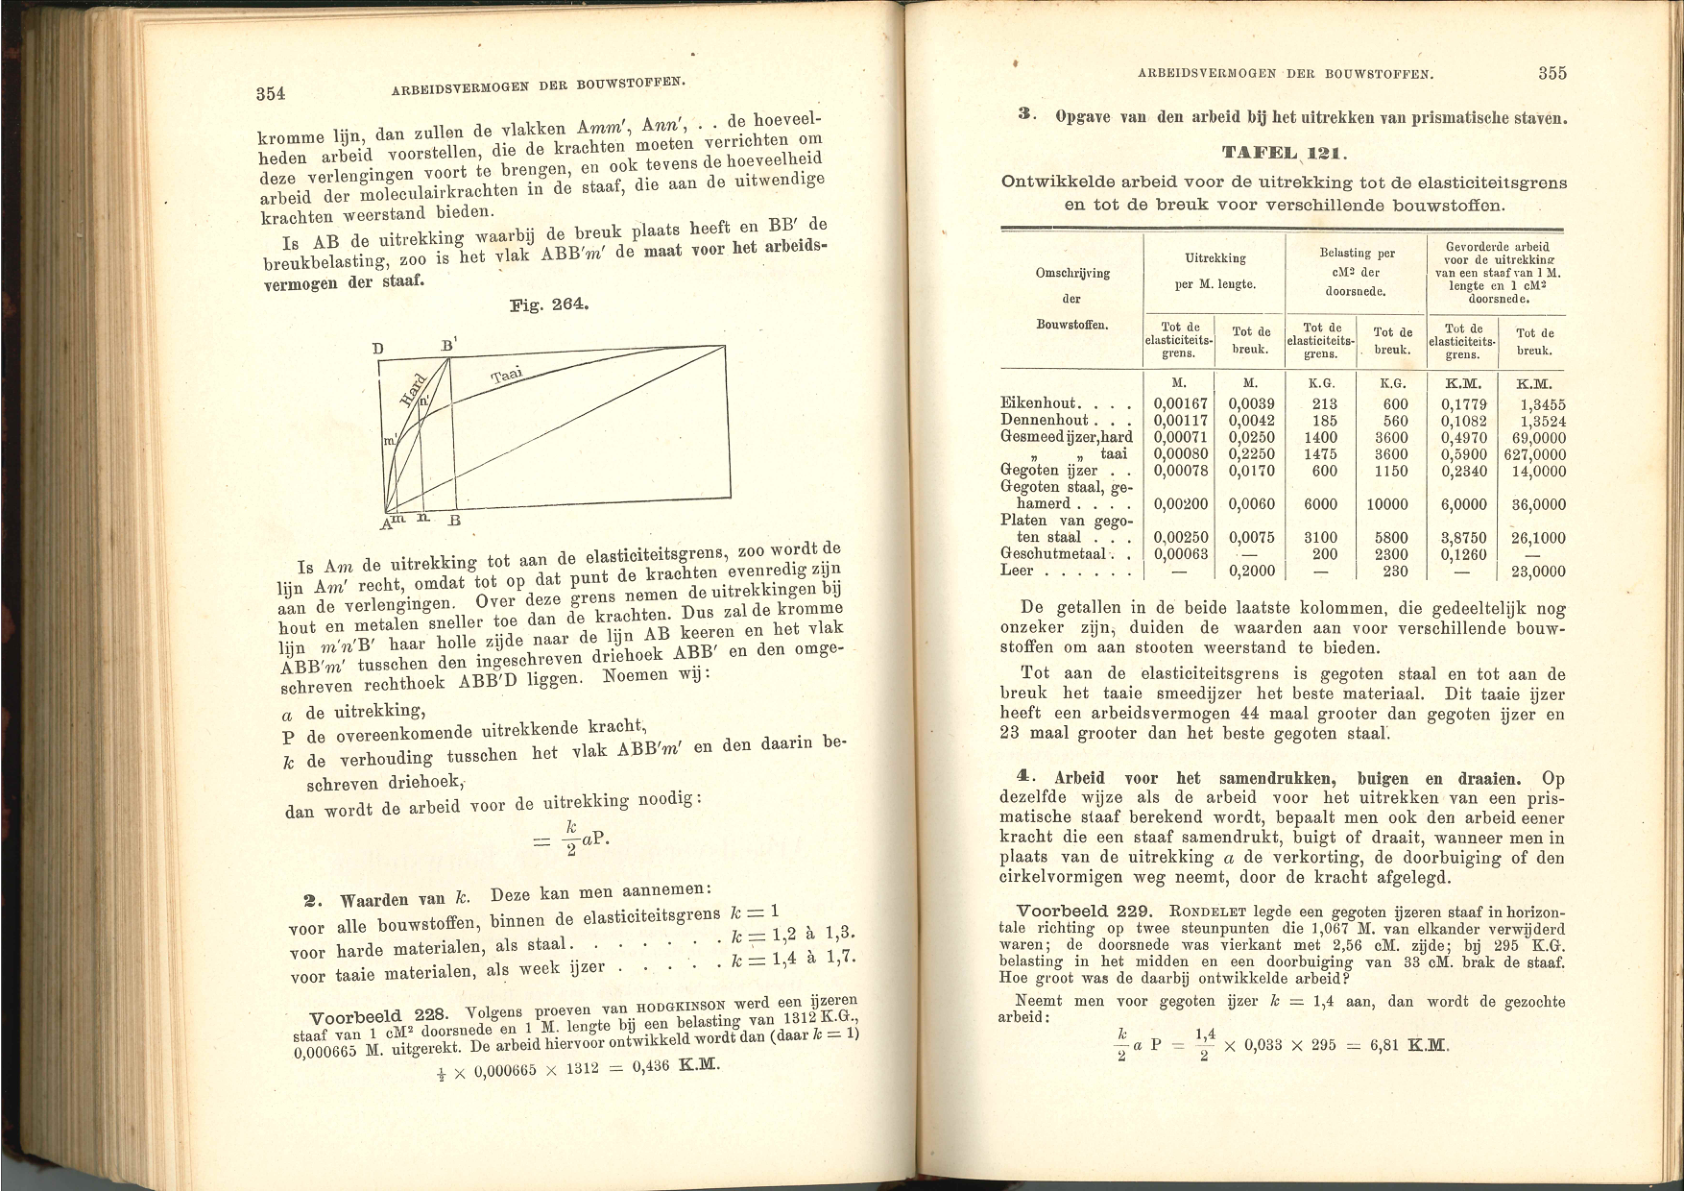 354 ARBEIDSVERMOGEN DER BOUWSTOFFEN.
kromme lijn, dan zullen de vlakken Amm', Ann', . . de hoeveel-
heden arbeid voorstellen, die de krachten moeten verrichten om
deze verlengingen voort te brengen, en ook tevens de hoeveelheid
arbeid der moleculairkrachten in de staaf, die aan de uitwendige
krachten weerstand bieden.
Is AB de uitrekking waarbij de breuk plaats heeft en BB' de
breukbelasting, zoo is het vlak ABB'm' de maat voor het arbeids-
vermogen der staaf.
Fig. 264.
D B'
Hard Taai
n'
m'
A m n B
Is Am de uitrekking tot aan de elasticiteitsgrens, zoo wordt de
lijn Am' recht, omdat tot op dat punt de krachten evenredig zijn
aan de verlengingen. Over deze grens nemen de uitrekkingen bij
hout en metalen sneller toe dan de krachten. Dus zal de kromme
lijn m'n'B' haar holle zijde naar de lijn AB keeren en het vlak
ABB'm' tusschen den ingeschreven driehoek ABB' en den omge-
schreven rechthoek ABB'D liggen. Noemen wij:
a de uitrekking,
P de overeenkomende uitrekkende kracht,
k de verhouding tusschen het vlak ABB'm' en den daarin be-
schreven driehoek,
dan wordt de arbeid voor de uitrekking noodig:
= k/2 aP.
2. Waarden van k. Deze kan men aannemen:
voor alle bouwstoffen, binnen de elasticiteitsgrens k = 1
voor harde materialen, als staal. . . . . . . . k = 1,2 à 1,3.
voor taaie materialen, als week ijzer . . . . . k = 1,4 à 1,7.
Voorbeeld 228. Volgens proeven van HODGKINSON werd een ijzeren
staaf van 1 cM² doorsnede en 1 M. lengte bij een belasting van 1312 K.G.,
0,000665 M. uitgerekt. De arbeid hiervoor ontwikkeld wordt dan (daar k = 1)
½ × 0,000665 × 1312 = 0,436 K.M.
ARBEIDSVERMOGEN DER BOUWSTOFFEN. 355
3. Opgave van den arbeid bij het uitrekken van prismatische staven.
TAFEL 121.
Ontwikkelde arbeid voor de uitrekking tot de elasticiteitsgrens
en tot de breuk voor verschillende bouwstoffen.
Omschrijving der Bouwstoffen.
Uitrekking per M. lengte.
Belasting per cM² der doorsnede.
Gevorderde arbeid voor de uitrekking van een staaf van 1 M. lengte en 1 cM² doorsnede.
Tot de elasticiteits-grens. Tot de breuk. Tot de elasticiteits-grens. Tot de breuk. Tot de elasticiteits-grens. Tot de breuk.
M. M. K.G. K.G. K.M. K.M.
Eikenhout. . . . 0,00167 0,0039 213 600 0,1779 1,3455
Dennenhout . . . 0,00117 0,0042 185 560 0,1082 1,3524
Gesmeed ijzer, hard 0,00071 0,0250 1400 3600 0,4970 69,0000
„ „ taai 0,00080 0,2250 1475 3600 0,5900 627,0000
Gegoten ijzer . . 0,00078 0,0170 600 1150 0,2340 14,0000
Gegoten staal, ge-
hamerd . . . . 0,00200 0,0060 6000 10000 6,0000 36,0000
Platen van gego-
ten staal . . . 0,00250 0,0075 3100 5800 3,8750 26,1000
Geschutmetaal . . 0,00063 — 200 2300 0,1260 —
Leer . . . . . . — 0,2000 — 230 — 23,0000
De getallen in de beide laatste kolommen, die gedeeltelijk nog
onzeker zijn, duiden de waarden aan voor verschillende bouw-
stoffen om aan stooten weerstand te bieden.
Tot aan de elasticiteitsgrens is gegoten staal en tot aan de
breuk het taaie smeedijzer het beste materiaal. Dit taaie ijzer
heeft een arbeidsvermogen 44 maal grooter dan gegoten ijzer en
23 maal grooter dan het beste gegoten staal.
4. Arbeid voor het samendrukken, buigen en draaien. Op
dezelfde wijze als de arbeid voor het uitrekken van een pris-
matische staaf berekend wordt, bepaalt men ook den arbeid eener
kracht die een staaf samendrukt, buigt of draait, wanneer men in
plaats van de uitrekking a de verkorting, de doorbuiging of den
cirkelvormigen weg neemt, door de kracht afgelegd.
Voorbeeld 229. RONDELET legde een gegoten ijzeren staaf in horizon-
tale richting op twee steunpunten die 1,067 M. van elkander verwijderd
waren; de doorsnede was vierkant met 2,56 cM. zijde; bij 295 K.G.
belasting in het midden en een doorbuiging van 33 cM. brak de staaf.
Hoe groot was de daarbij ontwikkelde arbeid?
Neemt men voor gegoten ijzer k = 1,4 aan, dan wordt de gezochte
arbeid:
k/2 a P = 1,4/2 × 0,033 × 295 = 6,81 K.M.